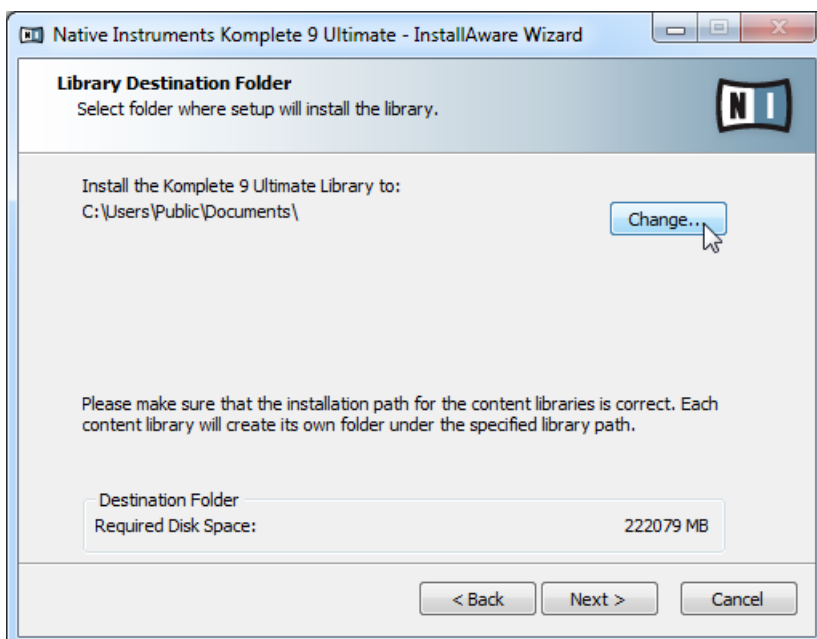 Native Instruments Komplete 9 Ultimate - InstallAware Wizard
Library Destination Folder
Select folder where setup will install the library.
N I
Install the Komplete 9 Ultimate Library to:
C:\Users\Public\Documents\
Change...
Please make sure that the installation path for the content libraries is correct. Each
content library will create its own folder under the specified library path.
Destination Folder
Required Disk Space: 222079 MB
< Back Next > Cancel